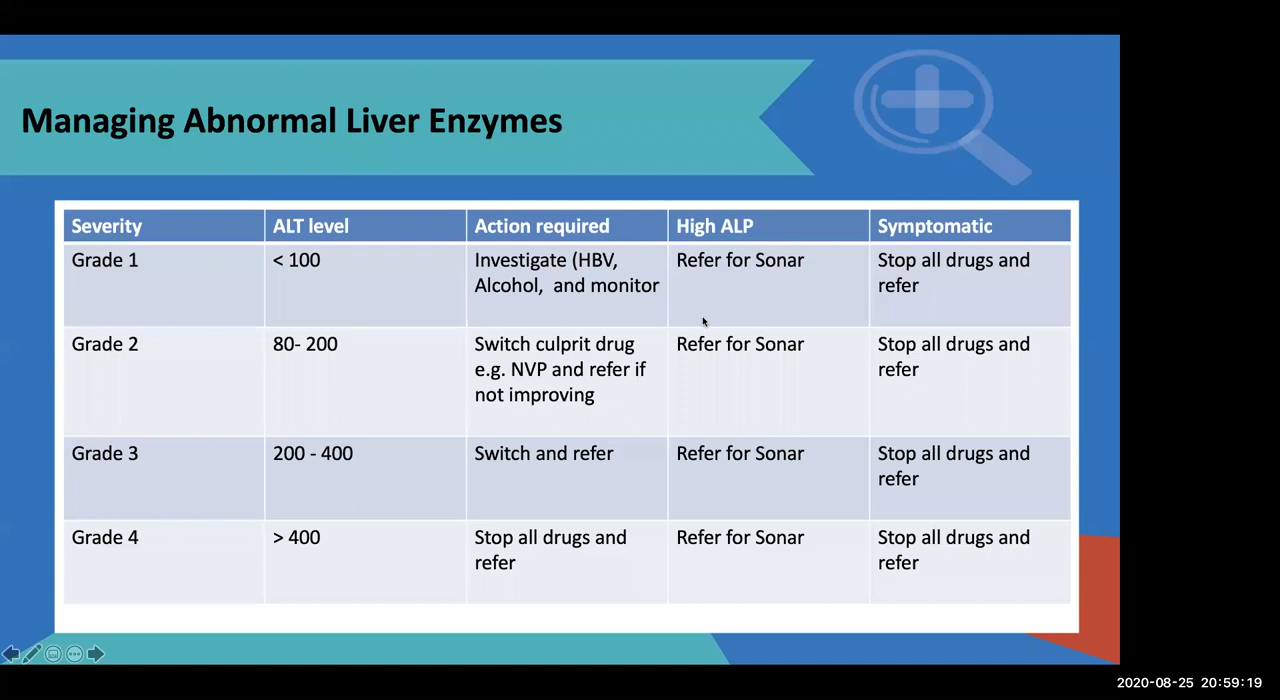 Managing Abnormal Liver Enzymes
Severity ALT level Action required High ALP Symptomatic
Grade 1 < 100 Investigate (HBV, Refer for Sonar Stop all drugs and
Alcohol,  and monitor refer
Grade 2 80- 200 Switch culprit drug Refer for Sonar Stop all drugs and
e.g. NVP and refer if refer
not improving
Grade 3 200 - 400 Switch and refer Refer for Sonar Stop all drugs and
refer
Grade 4 > 400 Stop all drugs and Refer for Sonar Stop all drugs and
refer refer
2020-08-25 20:59:19